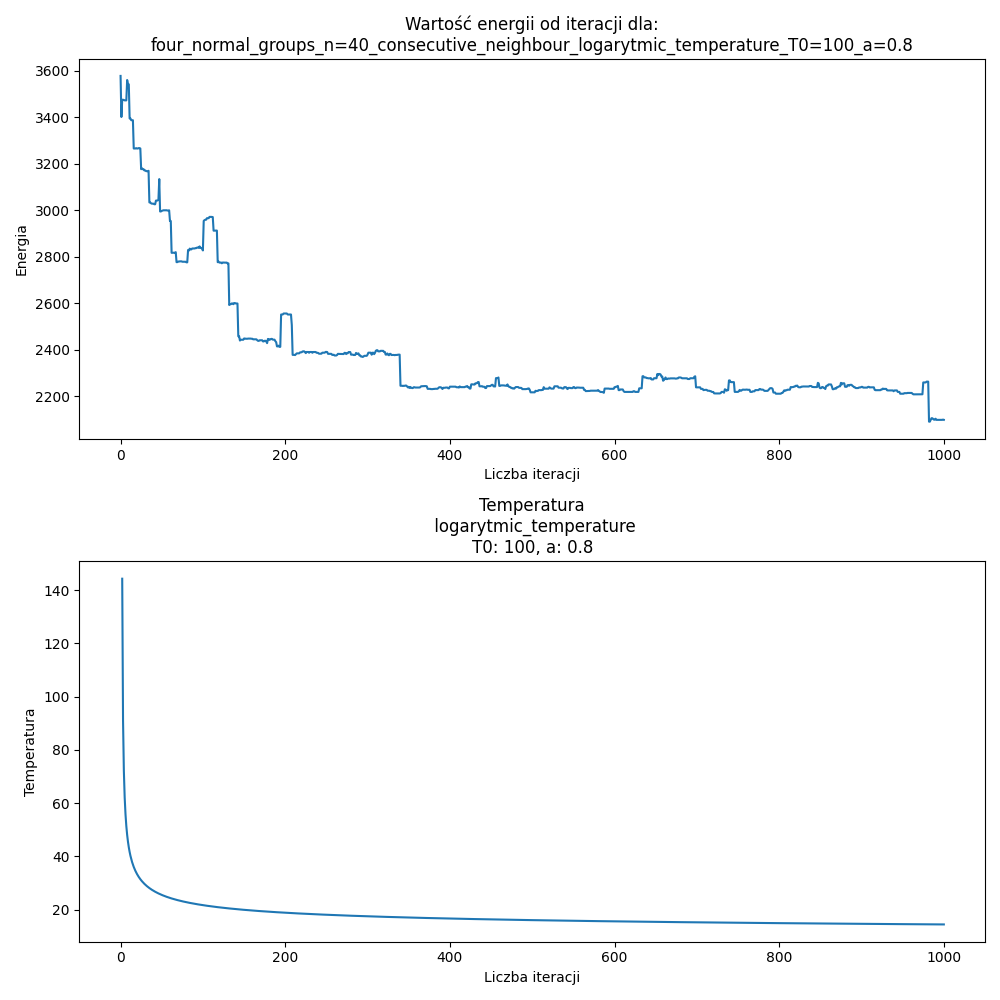 Wartość energii od iteracji dla:
four_normal_groups_n=40_consecutive_neighbour_logarytmic_temperature_T0=100_a=0.8
3600
3400
3200
3000
2800
2600
2400
2200
Energia
0 200 400 600 800 1000
Liczba iteracji
Temperatura
logarytmic_temperature
T0: 100, a: 0.8
140
120
100
80
60
40
20
Temperatura
0 200 400 600 800 1000
Liczba iteracji